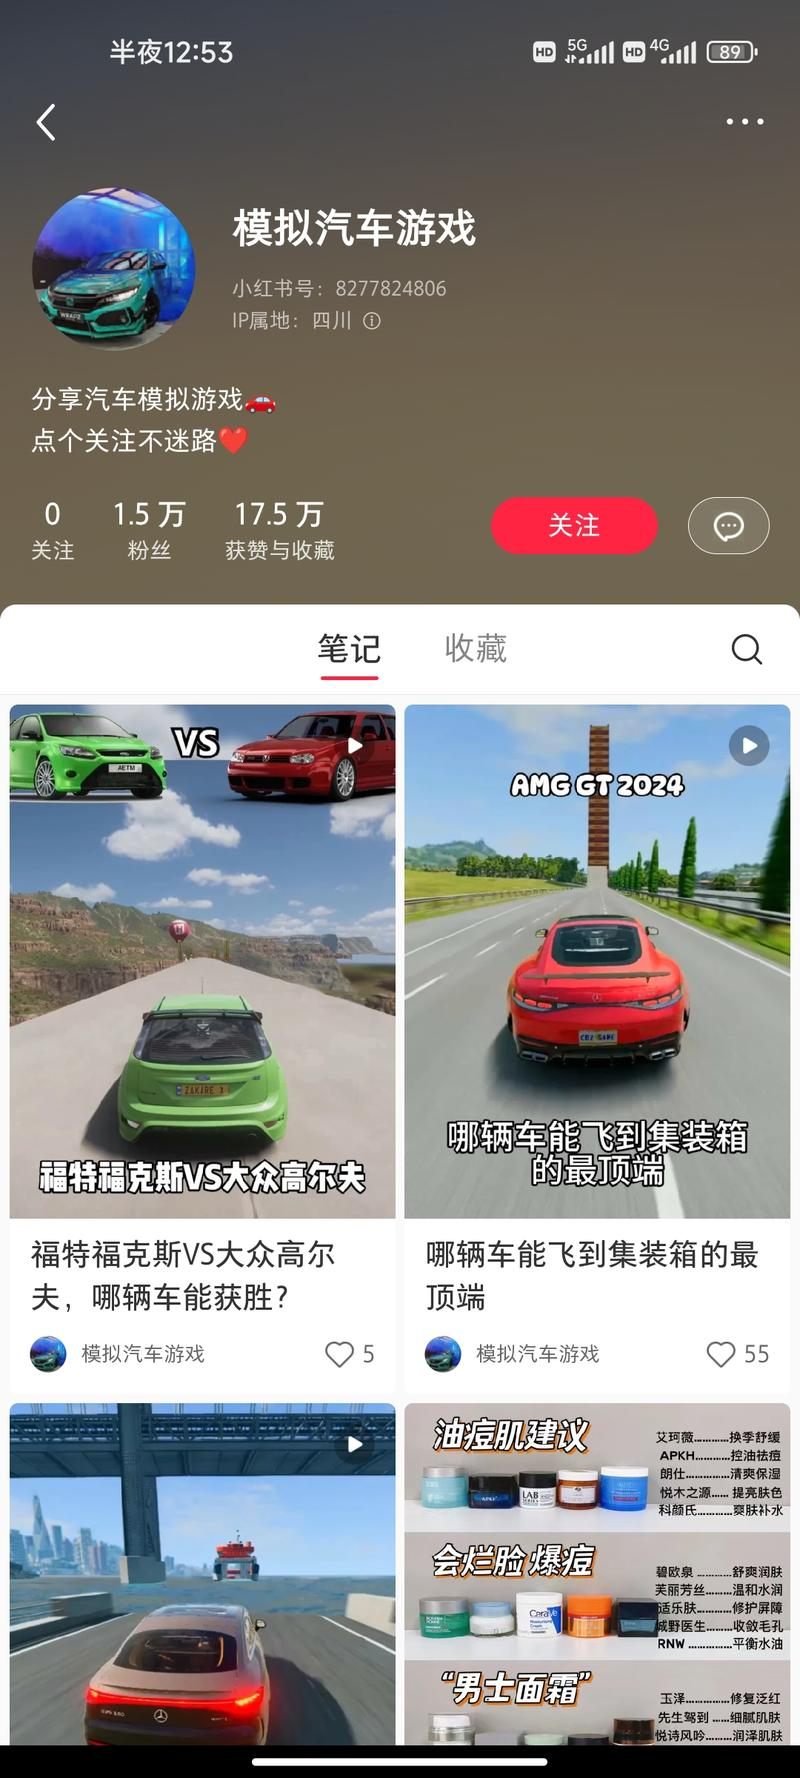 半夜12:53
HD 5G HD 4G 89
模拟汽车游戏
小红书号：8277824806
IP属地：四川
分享汽车模拟游戏
点个关注不迷路
0 1.5万 17.5万
关注 粉丝 获赞与收藏
关注
笔记 收藏
VS
AETM
ZAKARE 3
福特福克斯VS大众高尔夫
福特福克斯VS大众高尔
夫，哪辆车能获胜？
模拟汽车游戏 5
AMG GT 2024
哪辆车能飞到集装箱
的最顶端
哪辆车能飞到集装箱的最
顶端
模拟汽车游戏 55
油痘肌建议
艾珂薇............换季舒缓
APKH............控油祛痘
朗仕............清爽保湿
悦木之源......提亮肤色
科颜氏............爽肤补水
LAB
SERIES
会烂脸 爆痘
碧欧泉............舒爽润肤
芙丽芳丝......温和水润
适乐肤............修护屏障
城野医生......收敛毛孔
RNW............平衡水油
CeraVe
“男士面霜”
玉泽............修复泛红
先生驾到......细腻肌肤
悦诗风吟......润泽肌肤